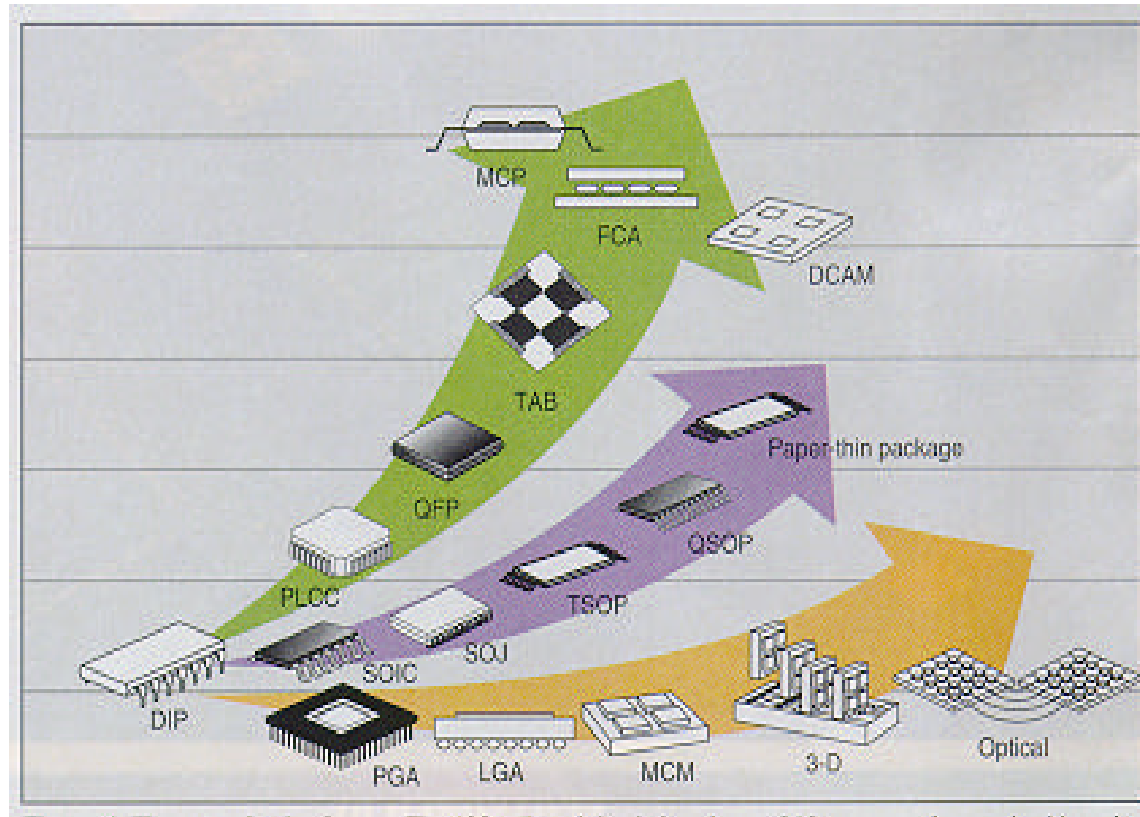 MCP
FCA
DCAM
TAB
Paper-thin package
QFP
QSOP
PLCC
TSOP
SOJ
SOIC
DIP
PGA
LGA
MCM
3-D
Optical